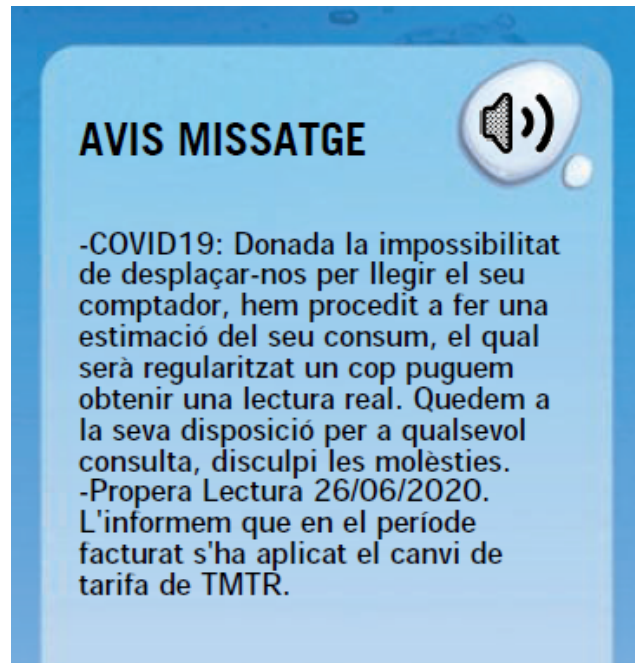 AVIS MISSATGE
-COVID19: Donada la impossibilitat
de desplaçar-nos per llegir el seu
comptador, hem procedit a fer una
estimació del seu consum, el qual
serà regularitzat un cop puguem
obtenir una lectura real. Quedem a
la seva disposició per a qualsevol
consulta, disculpi les molèsties.
-Propera Lectura 26/06/2020.
L'informem que en el període
facturat s'ha aplicat el canvi de
tarifa de TMTR.